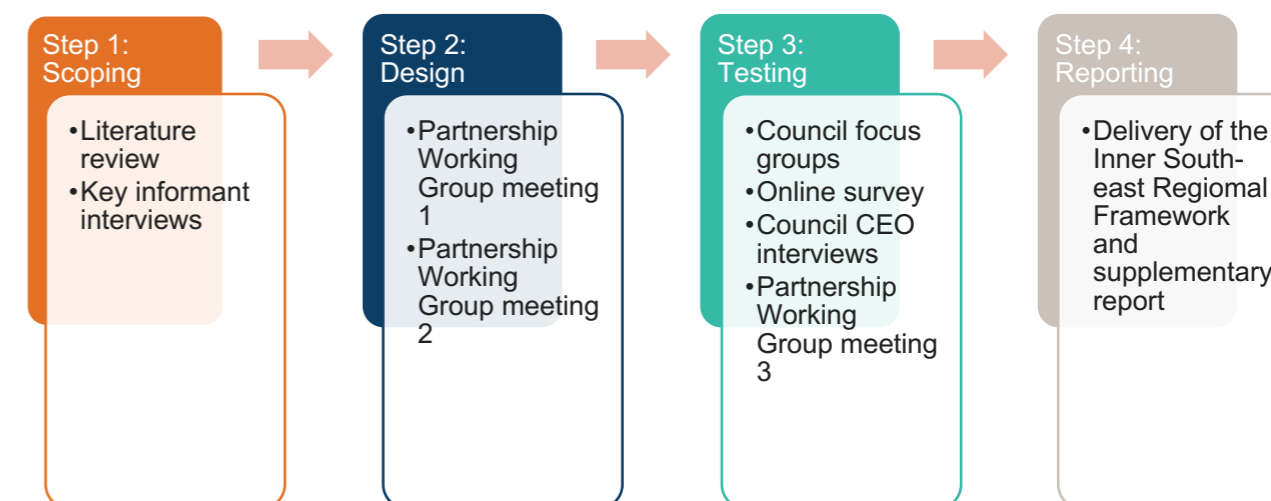 Step 1:
Scoping
•Literature
review
•Key informant
interviews
Step 2:
Design
•Partnership
Working
Group meeting
1
•Partnership
Working
Group meeting
2
Step 3:
Testing
•Council focus
groups
•Online survey
•Council CEO
interviews
•Partnership
Working
Group meeting
3
Step 4:
Reporting
•Delivery of the
Inner South-
east Regiomal
Framework
and
supplementary
report